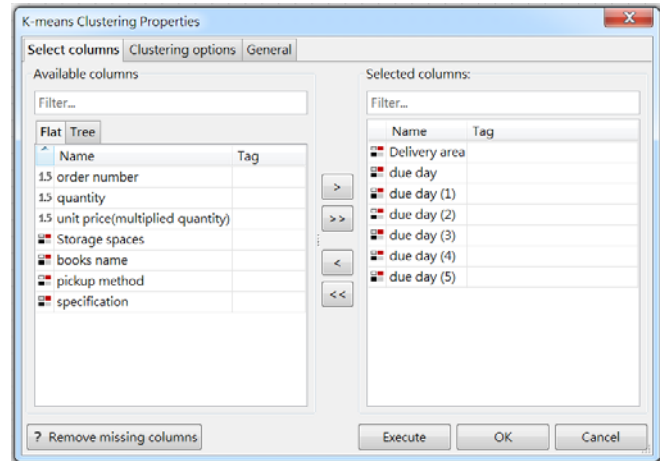 K-means Clustering Properties
Select columns Clustering options General
Available columns
Filter...
Flat Tree
Name Tag
1.5 order number
1.5 quantity
1.5 unit price(multiplied quantity)
Storage spaces
books name
pickup method
specification
>
>>
<
<<
Selected columns:
Filter...
Name Tag
Delivery area
due day
due day (1)
due day (2)
due day (3)
due day (4)
due day (5)
? Remove missing columns
Execute OK Cancel